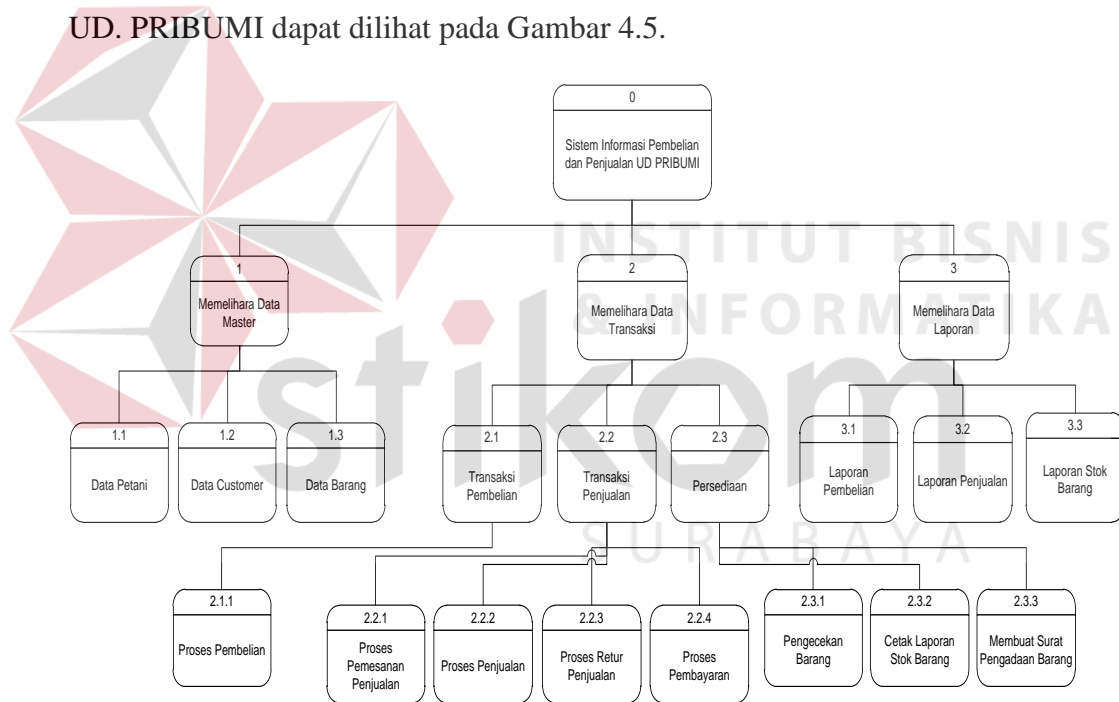 UD. PRIBUMI dapat dilihat pada Gambar 4.5.
0
Sistem Informasi Pembelian
dan Penjualan UD PRIBUMI
INSTITUT BISNIS
& INFORMATIKA
stikom
SURABAYA
1
Memelihara Data
Master
2
Memelihara Data
Transaksi
3
Memelihara Data
Laporan
1.1
Data Petani
1.2
Data Customer
1.3
Data Barang
2.1
Transaksi
Pembelian
2.2
Transaksi
Penjualan
2.3
Persediaan
3.1
Laporan
Pembelian
3.2
Laporan Penjualan
3.3
Laporan Stok
Barang
2.1.1
Proses Pembelian
2.2.1
Proses
Pemesanan
Penjualan
2.2.2
Proses Penjualan
2.2.3
Proses Retur
Penjualan
2.2.4
Proses
Pembayaran
2.3.1
Pengecekan
Barang
2.3.2
Cetak Laporan
Stok Barang
2.3.3
Membuat Surat
Pengadaan Barang